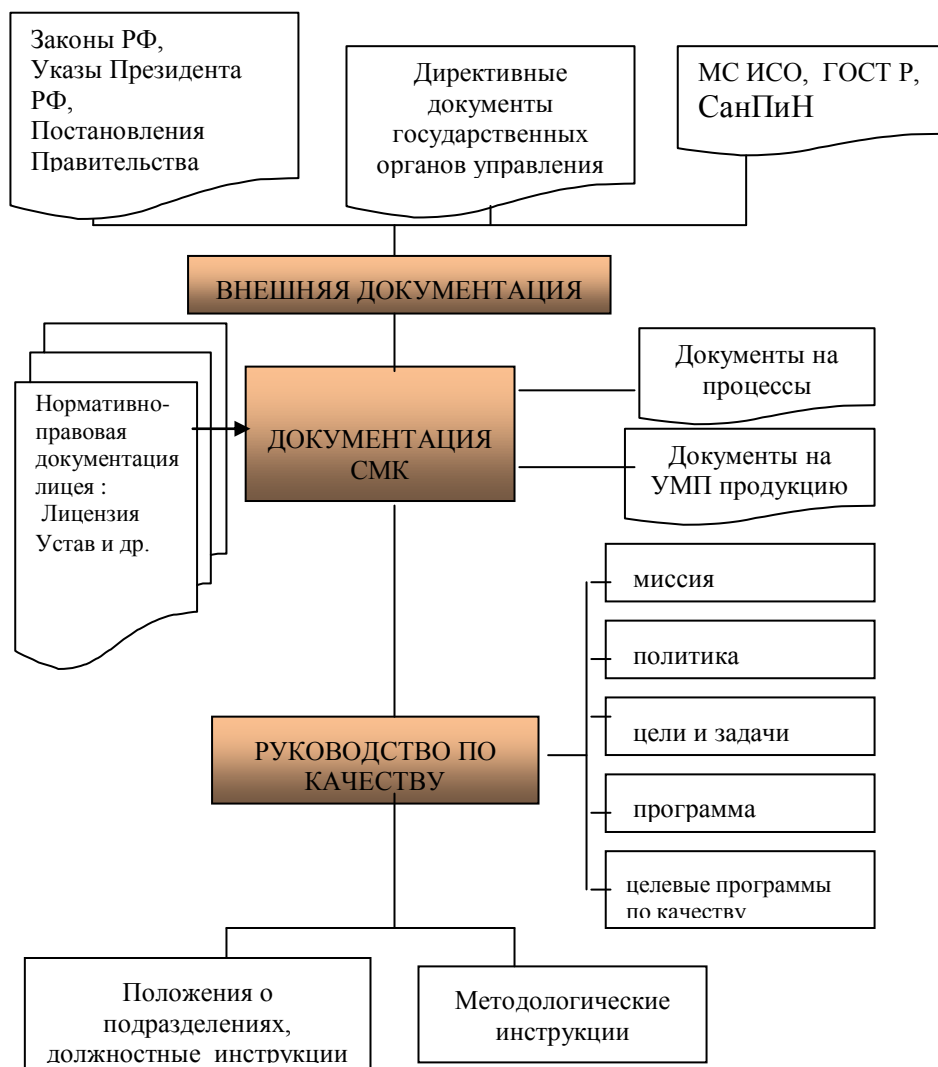 Законы РФ,
Указы Президента
РФ,
Постановления
Правительства
Директивные
документы
государственных
органов управления
МС ИСО, ГОСТ Р,
СанПиН
ВНЕШНЯЯ ДОКУМЕНТАЦИЯ
Нормативно-
правовая
документация
лицея :
Лицензия
Устав и др.
ДОКУМЕНТАЦИЯ
СМК
Документы на
процессы
Документы на
УМП продукцию
миссия
политика
цели и задачи
программа
целевые программы
по качеству
РУКОВОДСТВО ПО
КАЧЕСТВУ
Положения о
подразделениях,
должностные инструкции
Методологические
инструкции